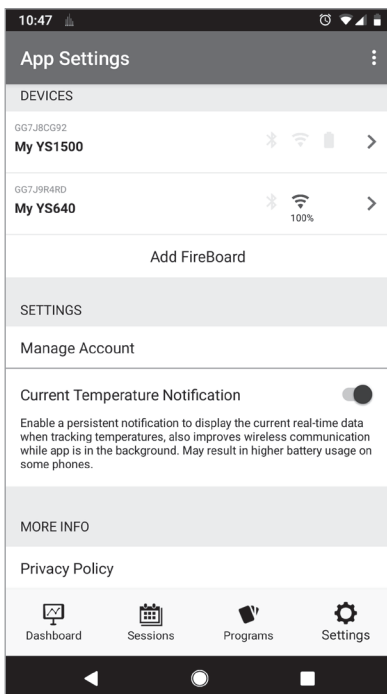 10:47
App Settings
DEVICES
GG7J8CG92
My YS1500
GG7J9R4RD
My YS640
100%
Add FireBoard
SETTINGS
Manage Account
Current Temperature Notification
Enable a persistent notification to display the current real-time data
when tracking temperatures, also improves wireless communication
while app is in the background. May result in higher battery usage on
some phones.
MORE INFO
Privacy Policy
Dashboard Sessions Programs Settings